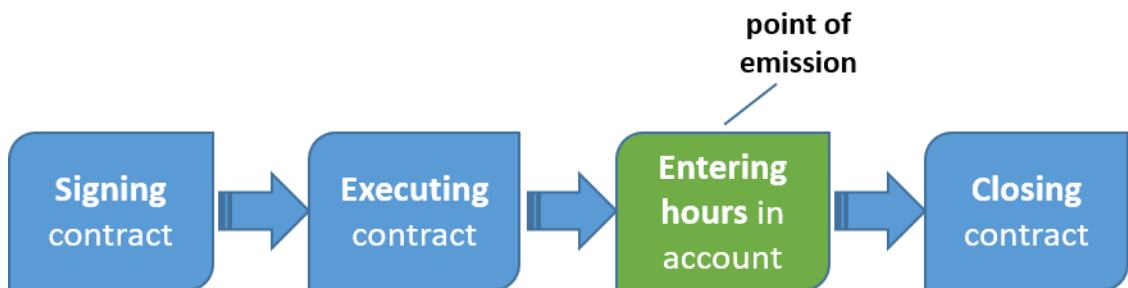 point of
emission
Signing
contract
Executing
contract
Entering
hours in
account
Closing
contract